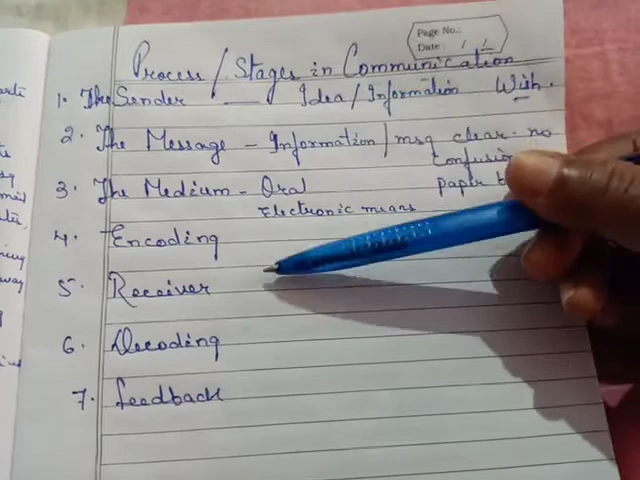 Page No.:
Date: / /
Process / Stages in Communication
1. The Sender — Idea / Information Wish.
2. The Message - Information / msg clear. no
confusion
3. The Medium - Oral paper
Electronic means
4. Encoding
5. Receiver
6. Decoding
7. feedback